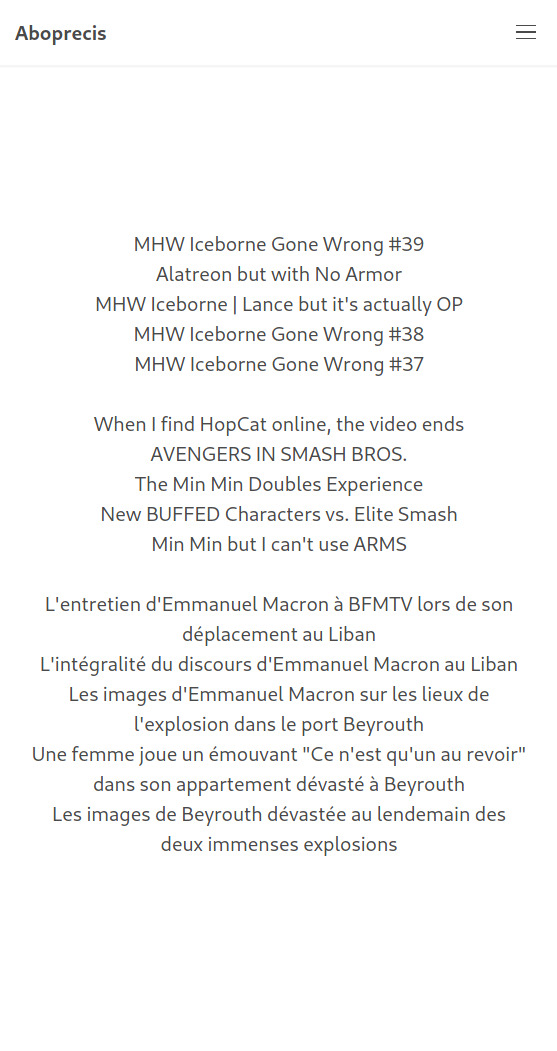 Aboprecis
MHW Iceborne Gone Wrong #39
Alatreon but with No Armor
MHW Iceborne | Lance but it's actually OP
MHW Iceborne Gone Wrong #38
MHW Iceborne Gone Wrong #37
When I find HopCat online, the video ends
AVENGERS IN SMASH BROS.
The Min Min Doubles Experience
New BUFFED Characters vs. Elite Smash
Min Min but I can't use ARMS
L'entretien d'Emmanuel Macron à BFMTV lors de son
déplacement au Liban
L'intégralité du discours d'Emmanuel Macron au Liban
Les images d'Emmanuel Macron sur les lieux de
l'explosion dans le port Beyrouth
Une femme joue un émouvant "Ce n'est qu'un au revoir"
dans son appartement dévasté à Beyrouth
Les images de Beyrouth dévastée au lendemain des
deux immenses explosions